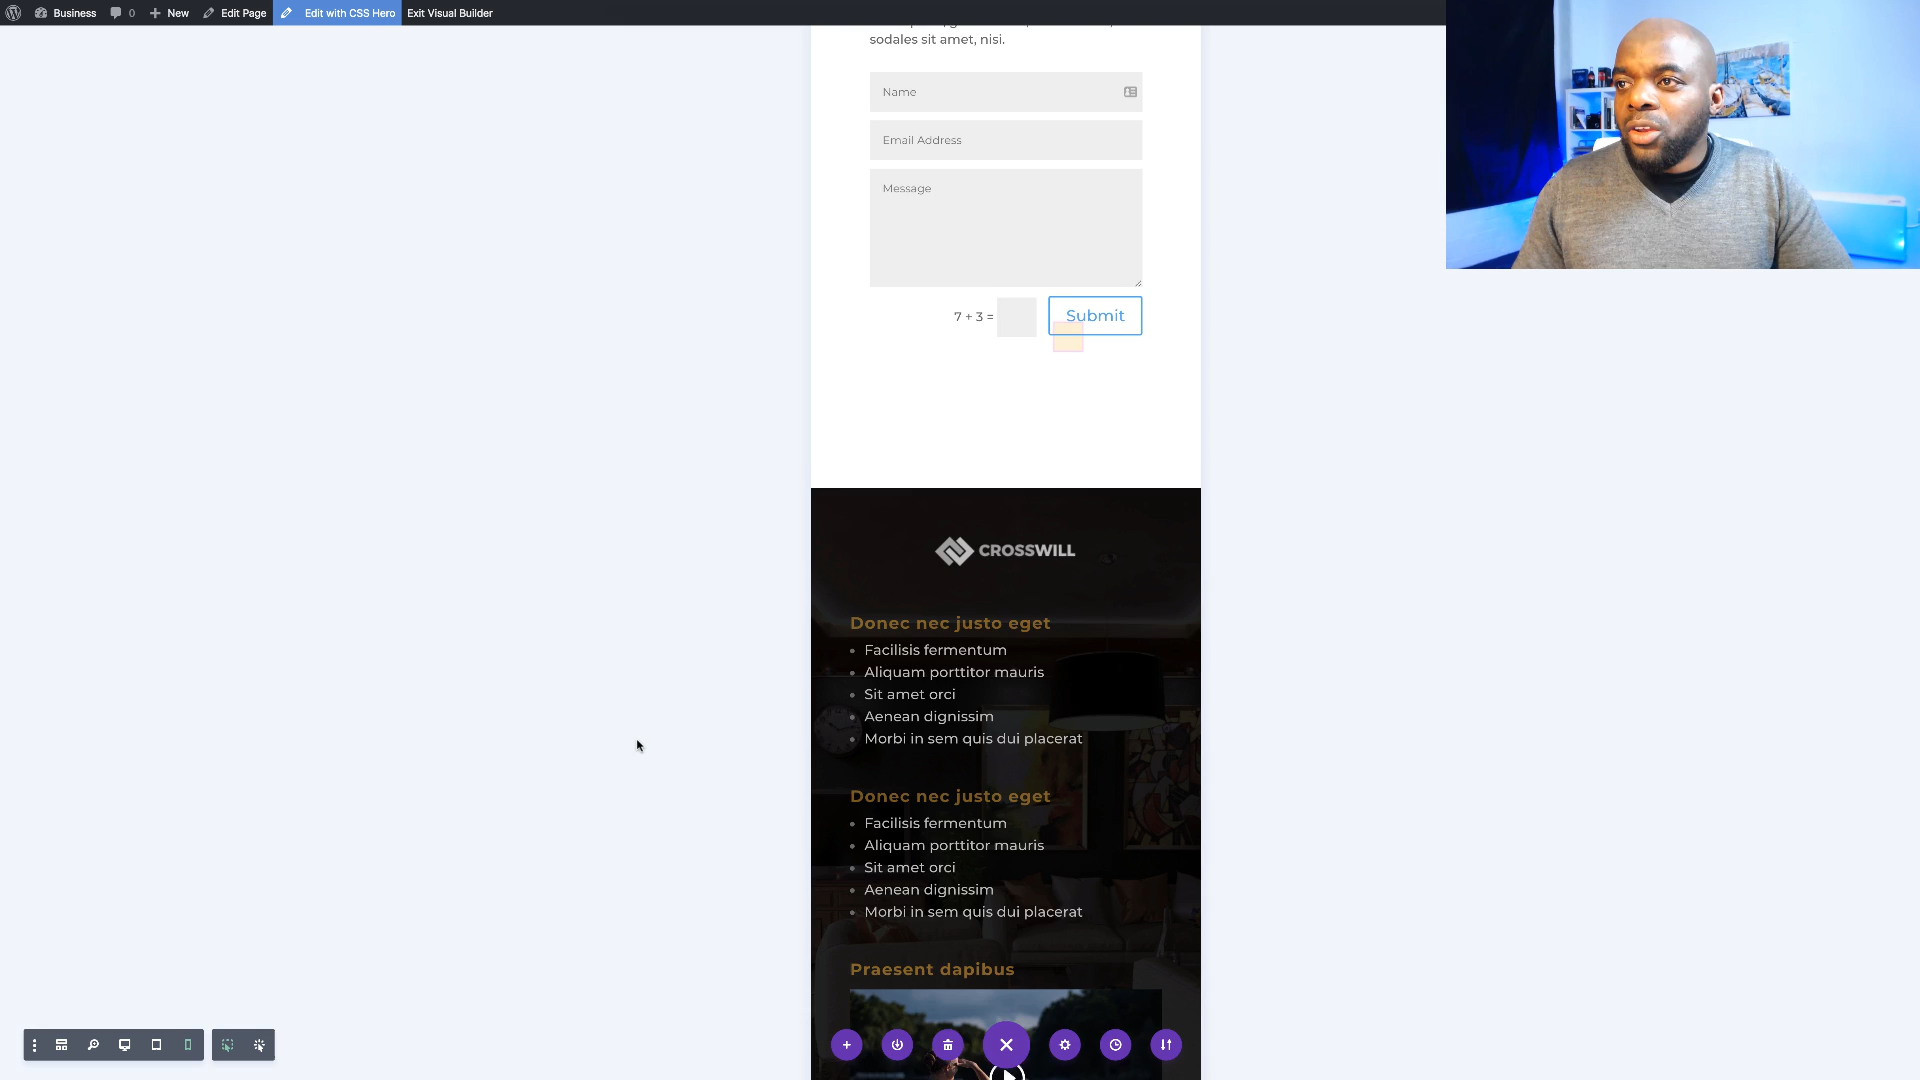 Business 0 New Edit Page Edit with CSS Hero Exit Visual Builder
sodales sit amet, nisi.
Name
Email Address
Message
7 + 3 =
Submit
CROSSWILL
Donec nec justo eget
Facilisis fermentum
Aliquam porttitor mauris
Sit amet orci
Aenean dignissim
Morbi in sem quis dui placerat
Donec nec justo eget
Facilisis fermentum
Aliquam porttitor mauris
Sit amet orci
Aenean dignissim
Morbi in sem quis dui placerat
Praesent dapibus